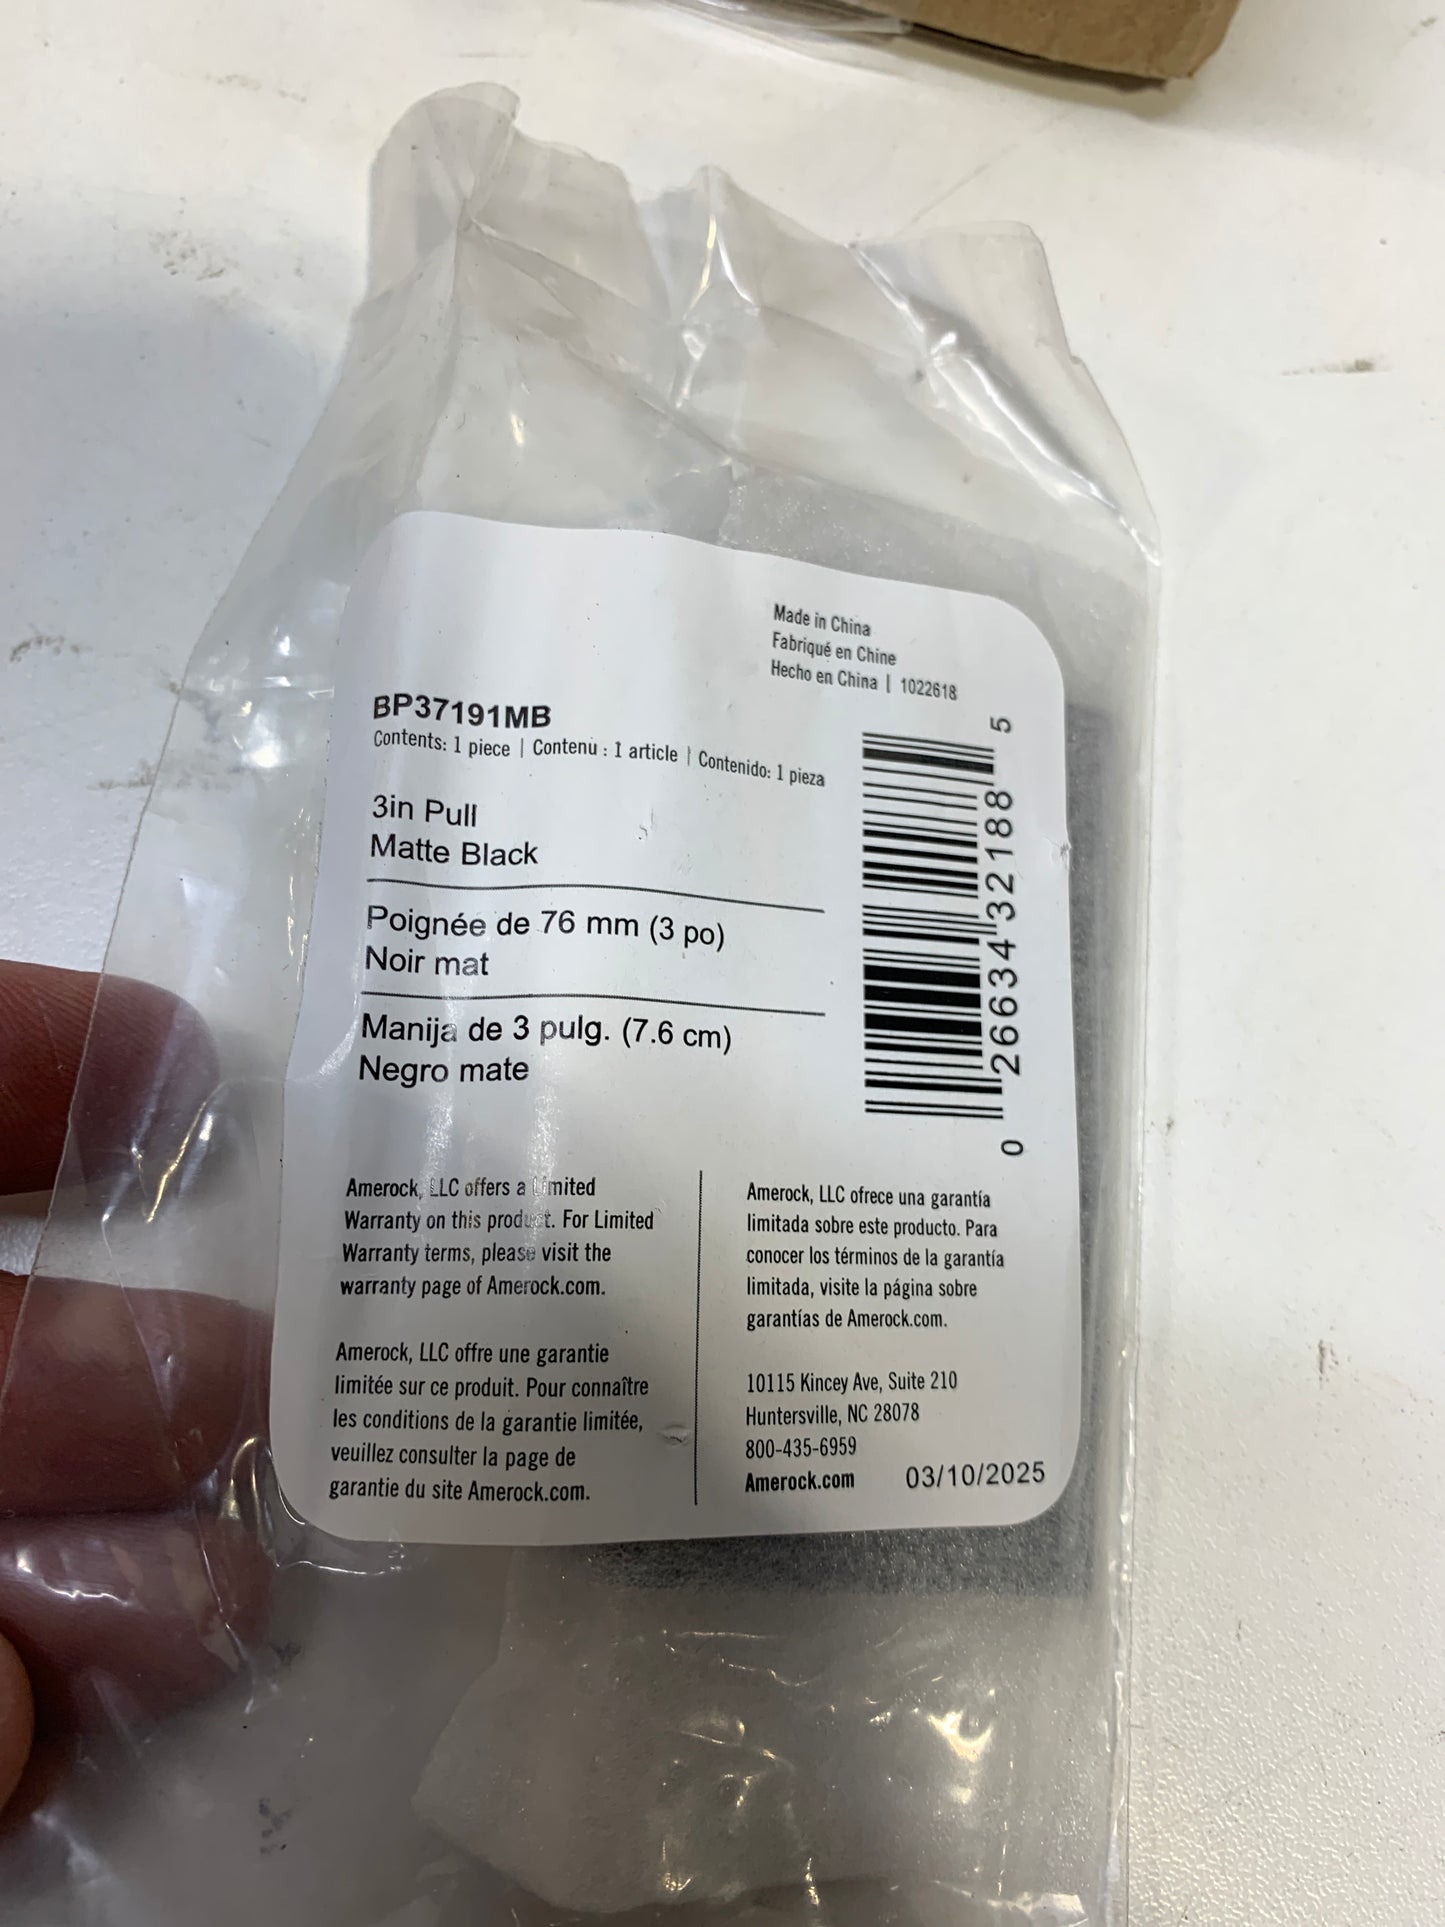 Made in China
Fabriqué en Chine
Hecho en China | 1022618
BP37191MB
Contents: 1 piece | Contenu : 1 article | Contenido: 1 pieza
3in Pull
Matte Black
Poignée de 76 mm (3 po)
Noir mat
Manija de 3 pulg. (7.6 cm)
Negro mate
0 26634 32188 5
Amerock, LLC offers a Limited
Warranty on this product. For Limited
Warranty terms, please visit the
warranty page of Amerock.com.
Amerock, LLC offre une garantie
limitée sur ce produit. Pour connaître
les conditions de la garantie limitée,
veuillez consulter la page de
garantie du site Amerock.com.
Amerock, LLC ofrece una garantía
limitada sobre este producto. Para
conocer los términos de la garantía
limitada, visite la página sobre
garantías de Amerock.com.
10115 Kincey Ave, Suite 210
Huntersville, NC 28078
800-435-6959
Amerock.com 03/10/2025